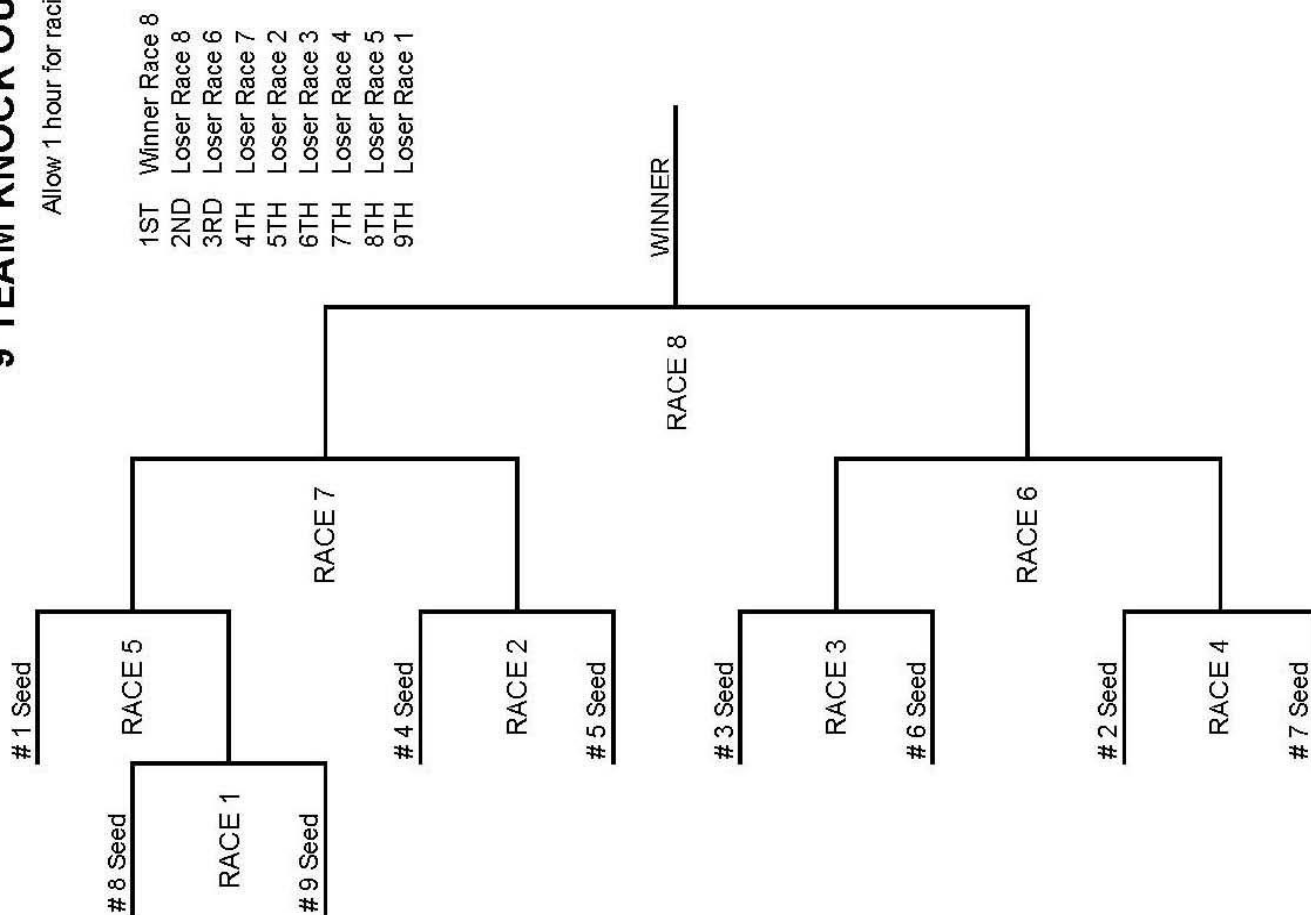 9 TEAM KNOCK
Allow 1 hour for
1ST Winner Race 8
2ND Loser Race 8
3RD Loser Race 6
4TH Loser Race 7
5TH Loser Race 2
6TH Loser Race 3
7TH Loser Race 4
8TH Loser Race 5
9TH Loser Race 1
# 1 Seed
RACE 5
# 8 Seed
RACE 1
# 9 Seed
RACE 7
# 4 Seed
RACE 2
# 5 Seed
WINNER
RACE 8
# 3 Seed
RACE 3
# 6 Seed
RACE 6
# 2 Seed
RACE 4
# 7 Seed